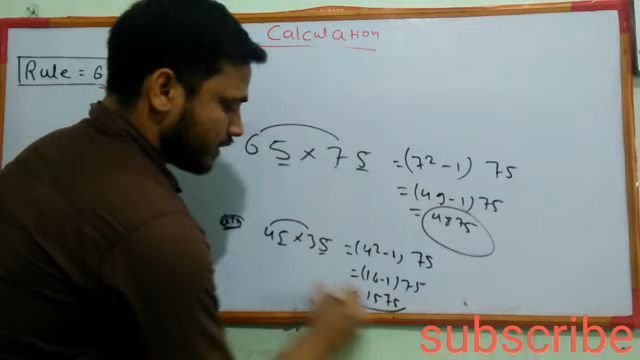 Calculation
Rule = 6
65 × 75 = (7²-1) 75
= (49-1) 75
= 4875
45 × 35 = (4²-1) 75
= (16-1) 75
1575
subscribe